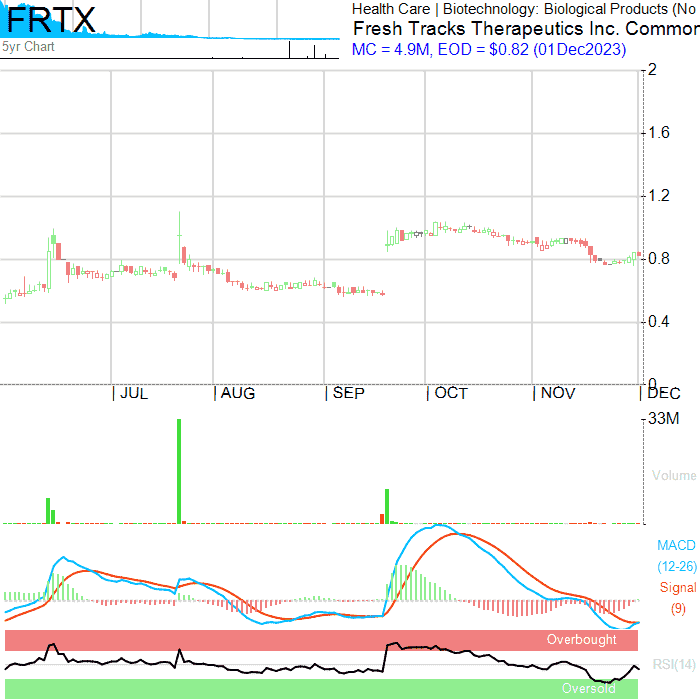 FRTX
5yr Chart
Health Care | Biotechnology: Biological Products (No
Fresh Tracks Therapeutics Inc. Common
MC = 4.9M, EOD = $0.82 (01Dec2023)
2
1.6
1.2
0.8
0.4
0
| JUL | AUG | SEP | OCT | NOV | DEC
33M
Volume
MACD
(12-26)
Signal
(9)
Overbought
RSI(14)
Oversold